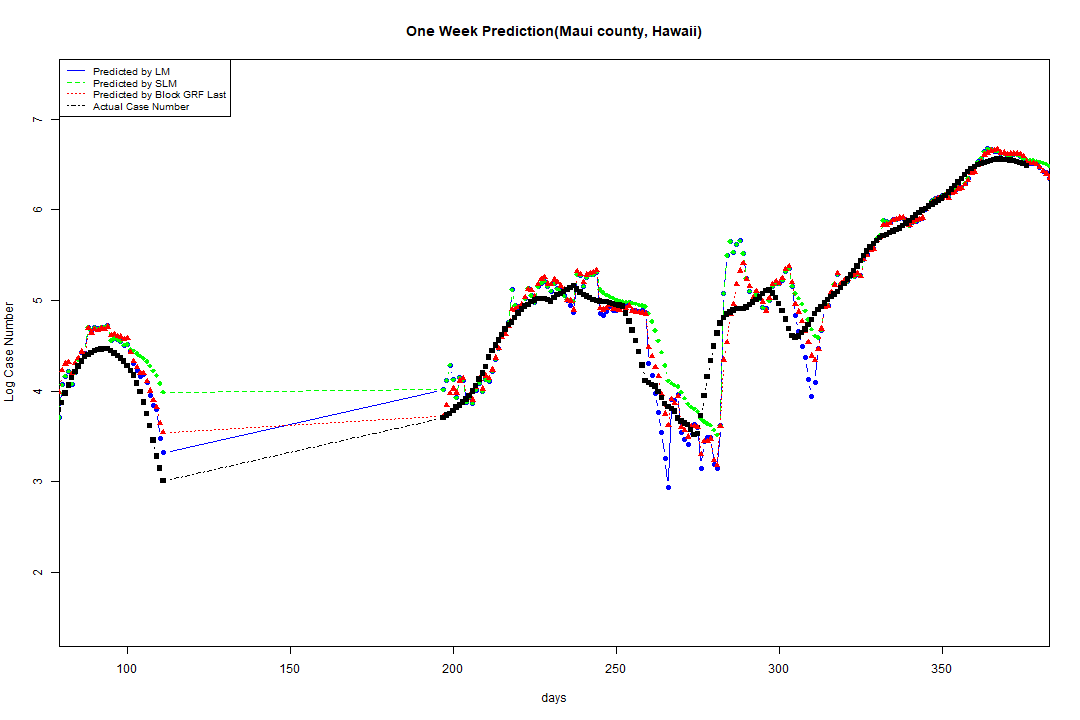 One Week Prediction(Maui county, Hawaii)
Predicted by LM
Predicted by SLM
Predicted by Block GRF Last
Actual Case Number
Log Case Number
7
6
5
4
3
2
100 150 200 250 300 350
days